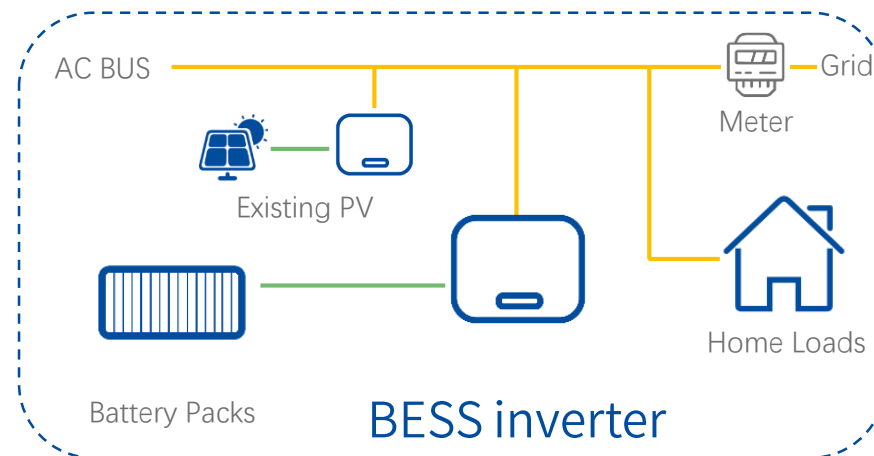 AC BUS
Grid
Meter
Existing PV
Home Loads
Battery Packs
BESS inverter